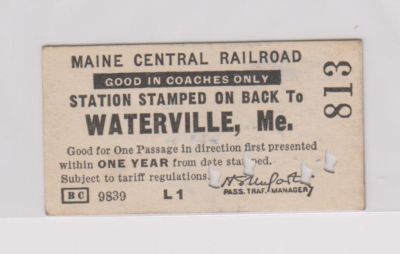 MAINE CENTRAL RAILROAD
GOOD IN COACHES ONLY
STATION STAMPED ON BACK To
WATERVILLE, Me.
Good for One Passage in direction first presented
within ONE YEAR from date stamped.
Subject to tariff regulations.
PASS. TRAF. MANAGER
BC 9839 L1
813